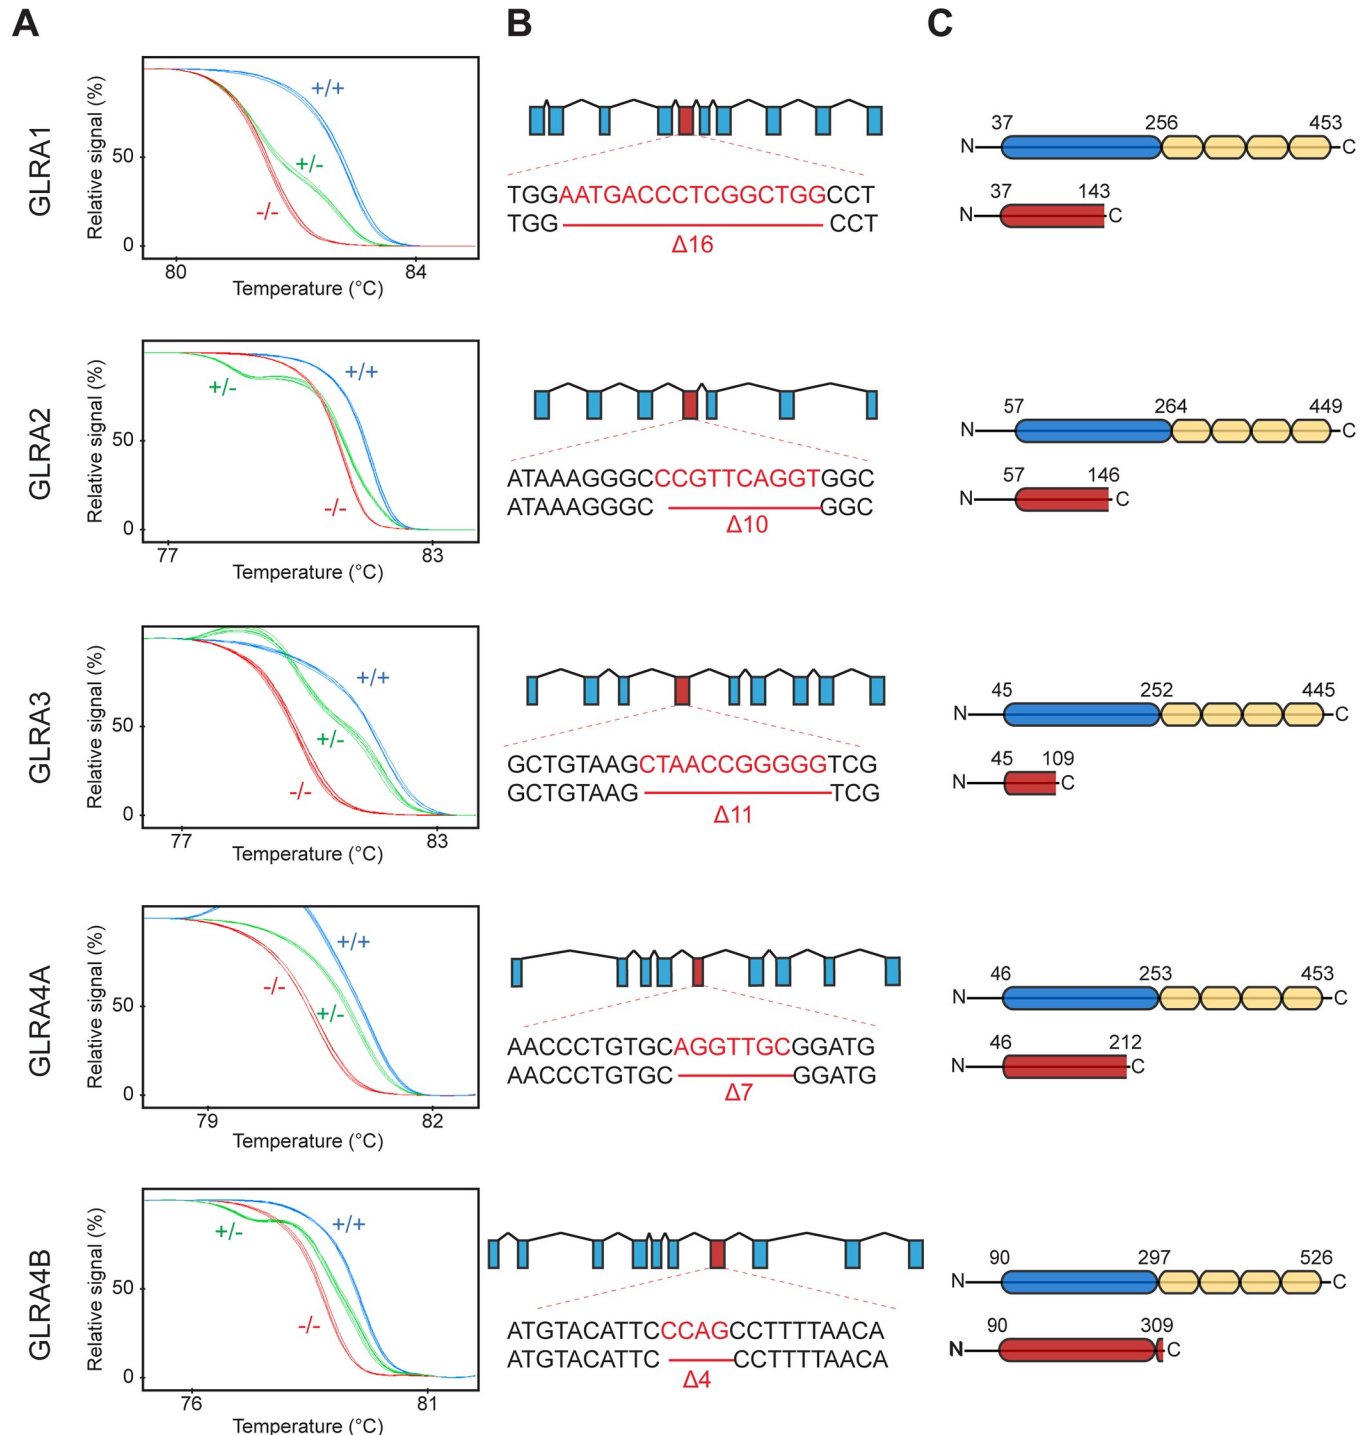 A
B
C
GLRA1
Relative signal (%)
50
0
80
84
Temperature (°C)
+/+
+/-
-/-
TGGAATGACCCTCGGCTGGCCT
TGG CCT
Δ16
37 256 453
N C
37 143
N C
GLRA2
Relative signal (%)
50
0
77
83
Temperature (°C)
+/+
+/-
-/-
ATAAAGGGCCCGTTCAGGTGGC
ATAAAGGGC GGC
Δ10
57 264 449
N C
57 146
N C
GLRA3
Relative signal (%)
50
0
77
83
Temperature (°C)
+/+
+/-
-/-
GCTGTAAGCTAACCGGGGGTCG
GCTGTAAG TCG
Δ11
45 252 445
N C
45 109
N C
GLRA4A
Relative signal (%)
50
0
79
82
Temperature (°C)
+/+
-/-
+/-
AACCCTGTGCAGGTTGCGGATG
AACCCTGTGC GGATG
Δ7
46 253 453
N C
46 212
N C
GLRA4B
Relative signal (%)
50
0
76
81
Temperature (°C)
+/-
+/+
-/-
ATGTACATTCCCAGCCTTTTAACA
ATGTACATTC CCTTTTAACA
Δ4
90 297 526
N C
90 309
N C